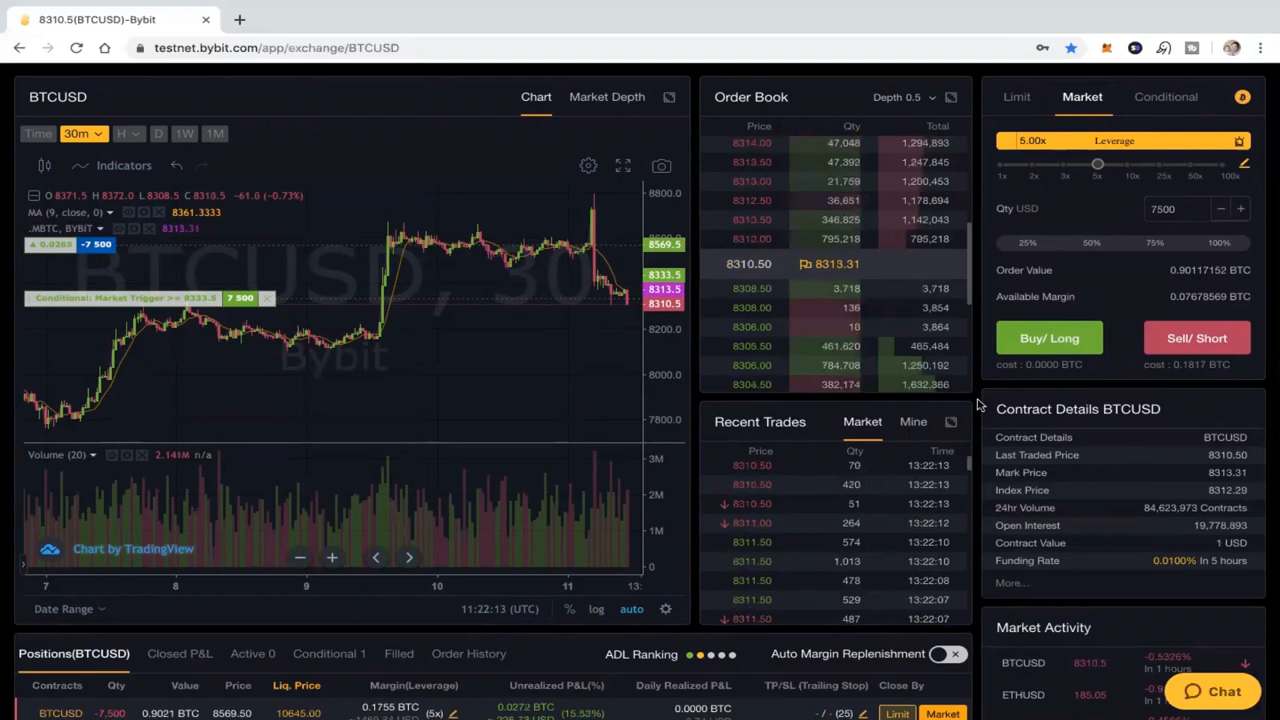 8310.5(BTCUSD)-Bybit
testnet.bybit.com/app/exchange/BTCUSD
BTCUSD
Chart
Market Depth
Time
30m
H
D
1W
1M
Indicators
O 8371.5 H 8372.0 L 8308.5 C 8310.5 -61.0 (-0.73%)
MA (9, close, 0) 8361.3333
.MBTC, BYBIT 8315.31
0.0263 -7 500
Conditional: Market Trigger >= 8333.5 7 500
BTCUSD, 30
Bybit
8800.0
8569.5
8333.5
8313.5
8310.5
8200.0
8000.0
7800.0
Volume (20) 2.141M n/a
3M
2M
1M
0
Chart by TradingView
7 8 9 10 11 13:
Date Range
11:22:13 (UTC)
%
log
auto
Order Book
Depth 0.5
Price Qty Total
8314.00 47,048 1,294,893
8313.50 47,392 1,247,845
8313.00 21,759 1,200,453
8312.50 36,651 1,178,694
8313.50 346,825 1,142,043
8312.00 795,218 795,218
8310.50 8313.31
8308.50 3,718 3,718
8308.00 136 3,854
8306.00 10 3,864
8305.50 461,620 465,484
8306.00 784,708 1,250,192
8304.50 382,174 1,632,366
Recent Trades
Market
Mine
Price Qty Time
8310.50 70 13:22:13
8310.50 420 13:22:13
8310.50 51 13:22:13
8311.00 264 13:22:12
8311.50 574 13:22:10
8311.50 1,013 13:22:10
8311.50 478 13:22:08
8311.50 529 13:22:07
8311.50 487 13:22:07
Limit
Market
Conditional
5.00x Leverage
1x 2x 3x 5x 10x 25x 50x 100x
Qty USD 7500
25% 50% 75% 100%
Order Value 0.90117152 BTC
Available Margin 0.07678569 BTC
Buy/ Long
Sell/ Short
cost : 0.0000 BTC
cost : 0.1817 BTC
Contract Details BTCUSD
Contract Details BTCUSD
Last Traded Price 8310.50
Mark Price 8313.31
Index Price 8312.29
24hr Volume 84,623,973 Contracts
Open Interest 19,778,893
Contract Value 1 USD
Funding Rate 0.0100% In 5 hours
More...
Market Activity
BTCUSD 8310.5 -0.5326%
In 1 hours
ETHUSD 185.05
In
Chat
Positions(BTCUSD)
Closed P&L
Active 0
Conditional 1
Filled
Order History
ADL Ranking
Auto Margin Replenishment
Contracts Qty Value Price Liq. Price Margin(Leverage) Unrealized P&L(%) Daily Realized P&L TP/SL (Trailing Stop) Close By
BTCUSD -7,500 0.9021 BTC 8569.50 10645.00 0.1755 BTC (5x) 0.0272 BTC (15.53%) 0.0000 BTC - / - (25) Limit Market